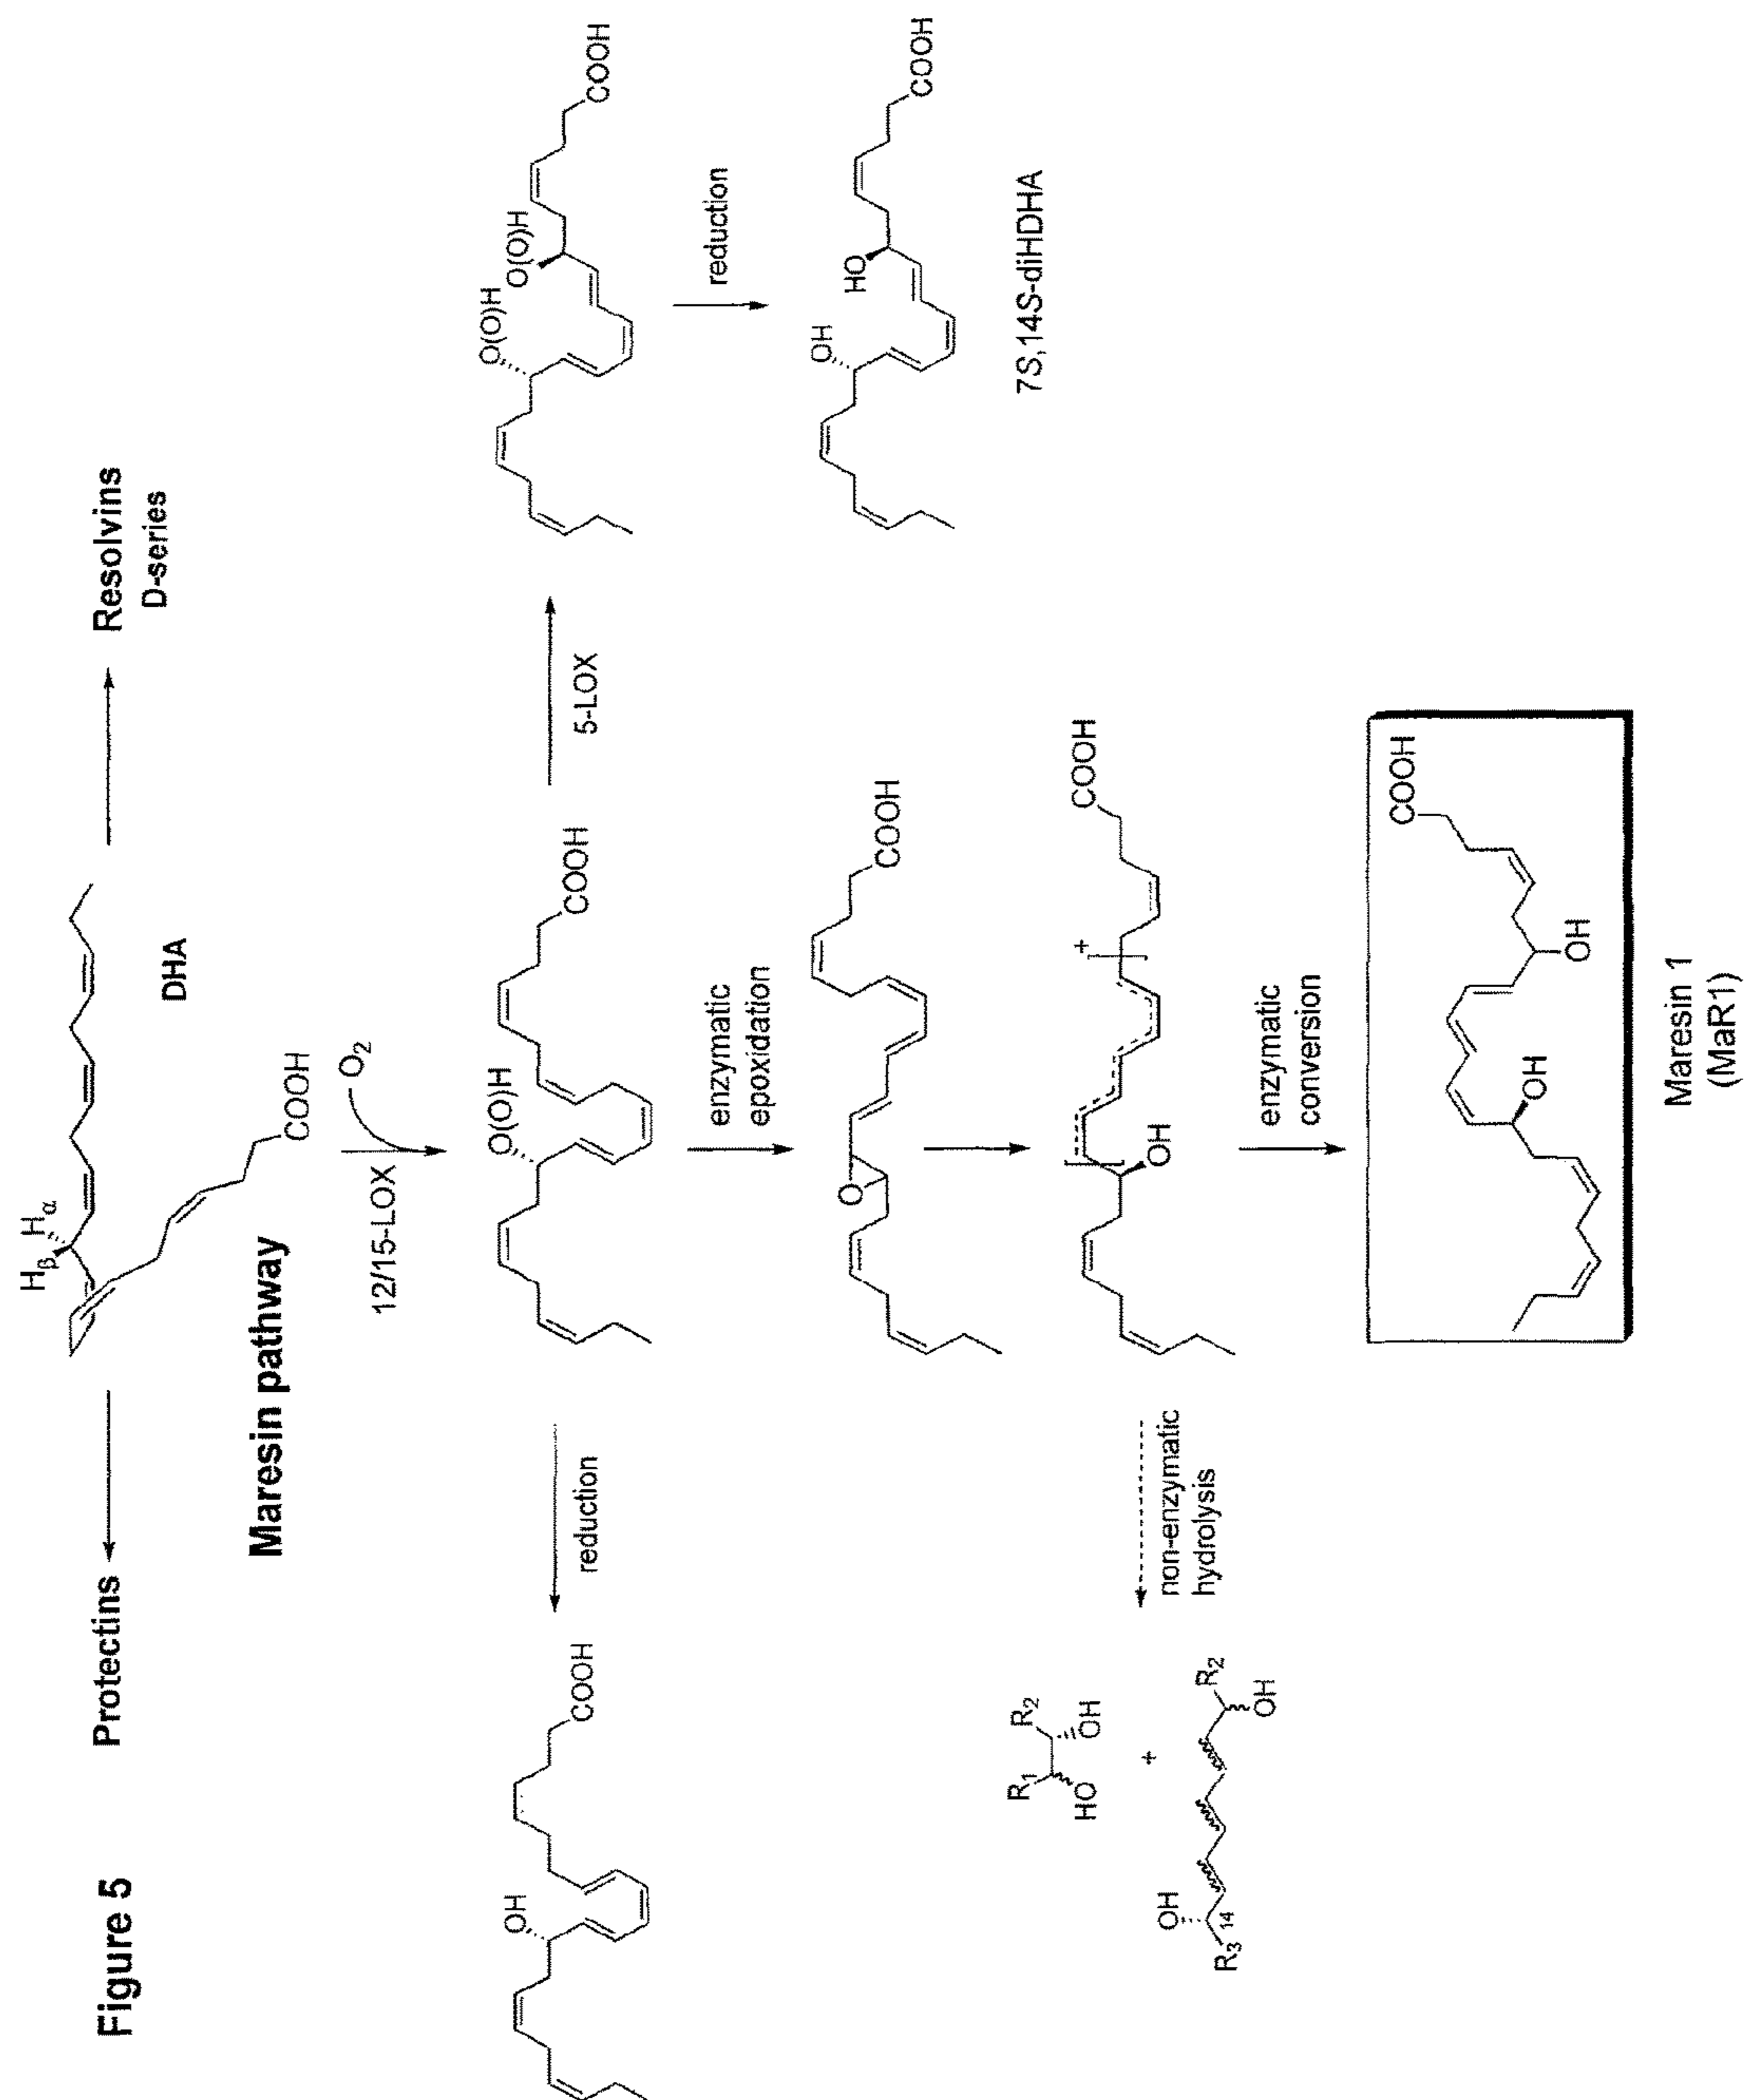 Figure 5
Protectins
Resolvins
D-series
Hβ
Hα
COOH
DHA
Maresin pathway
12/15-LOX
O2
OH
COOH
reduction
O(O)H
COOH
5-LOX
O(O)H
O(O)H
COOH
reduction
OH
HO
COOH
7S,14S-diHDHA
enzymatic
epoxidation
O
COOH
OH
+
COOH
non-enzymatic
hydrolysis
R1
R2
HO
OH
+
OH
R3
14
R2
OH
enzymatic
conversion
OH
OH
COOH
Maresin 1
(MaR1)